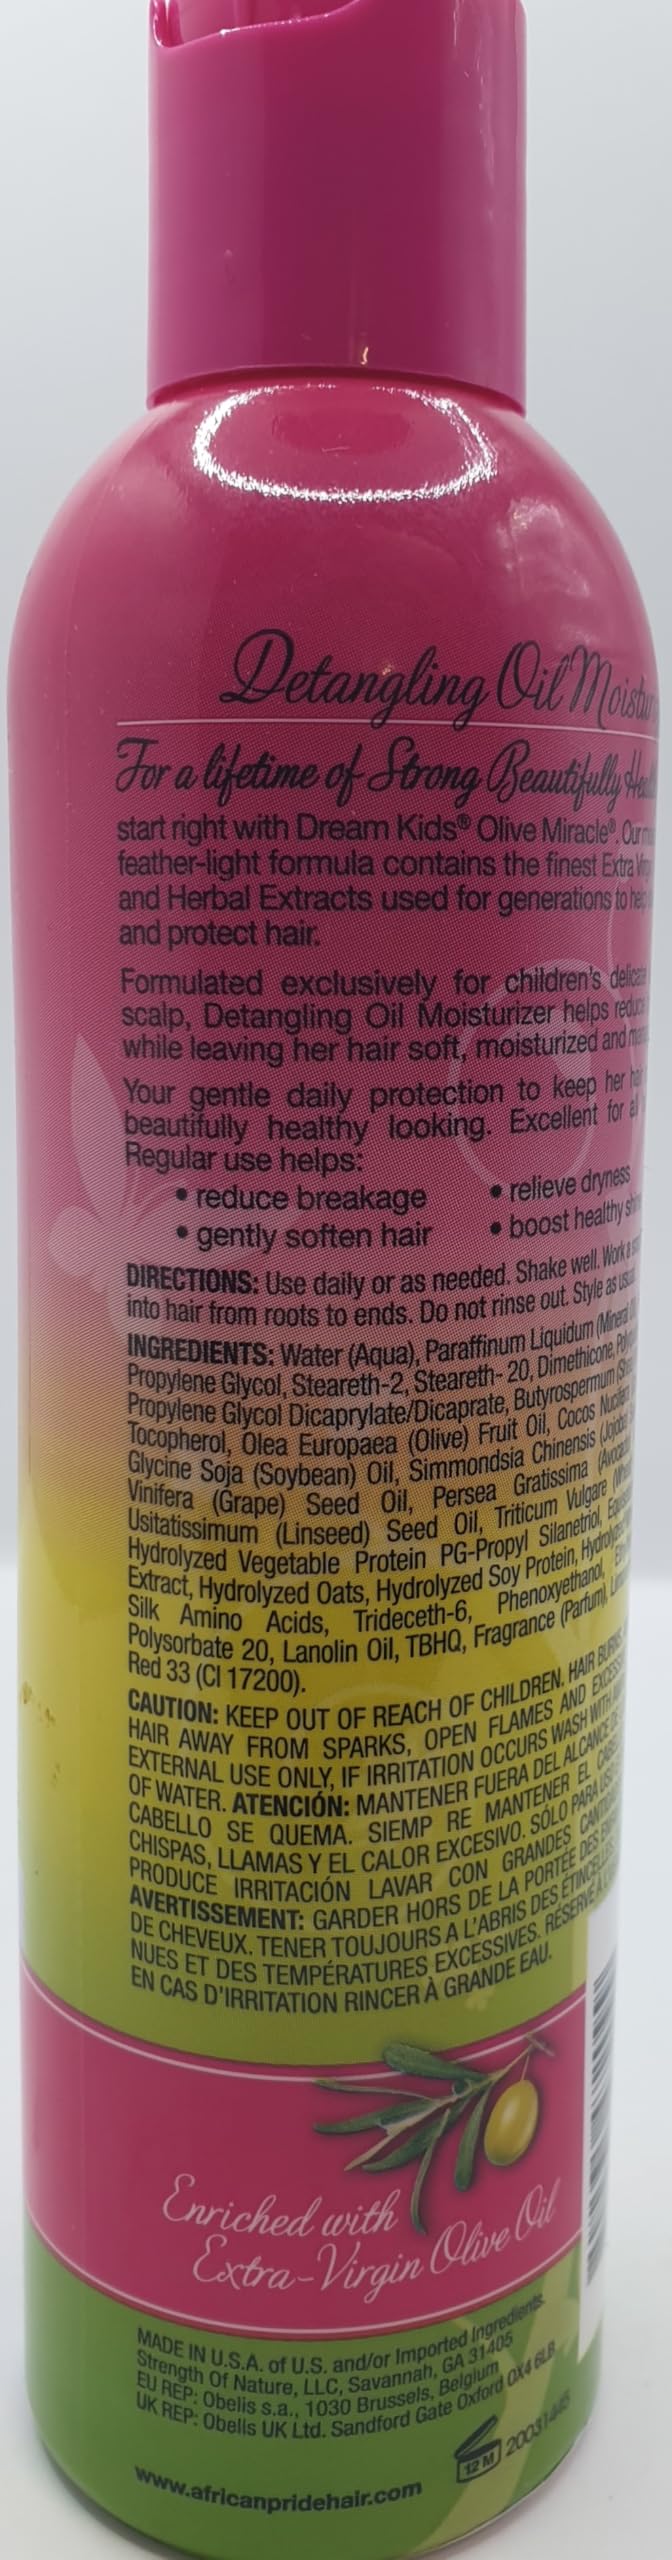 Detangling Oil
For a lifetime of Strong Beautifully
start right with Dream Kids® Olive Miracle®. Our
feather-light formula contains the finest Extra
and Herbal Extracts used for generations to
and protect hair.
Formulated exclusively for children's delicate
scalp, Detangling Oil Moisturizer helps reduce
while leaving her hair soft, moisturized and
Your gentle daily protection to keep her hair
beautifully healthy looking. Excellent for all
Regular use helps:
• reduce breakage • relieve dryness
• gently soften hair • boost healthy
DIRECTIONS: Use daily or as needed. Shake well. Work a
into hair from roots to ends. Do not rinse out. Style as
INGREDIENTS: Water (Aqua), Paraffinum Liquidum (Mineral
Propylene Glycol, Steareth-2, Steareth- 20, Dimethicone,
Propylene Glycol Dicaprylate/Dicaprate, Butyrospermum
Tocopherol, Olea Europaea (Olive) Fruit Oil, Cocos
Glycine Soja (Soybean) Oil, Simmondsia Chinensis (Jojoba)
Vinifera (Grape) Seed Oil, Persea Gratissima
Usitatissimum (Linseed) Seed Oil, Triticum Vulgare
Hydrolyzed Vegetable Protein PG-Propyl Silanetriol,
Extract, Hydrolyzed Oats, Hydrolyzed Soy Protein,
Silk Amino Acids, Trideceth-6, Phenoxyethanol,
Polysorbate 20, Lanolin Oil, TBHQ, Fragrance (Parfum),
Red 33 (CI 17200).
CAUTION: KEEP OUT OF REACH OF CHILDREN. HAIR BURNS
HAIR AWAY FROM SPARKS, OPEN FLAMES AND
EXTERNAL USE ONLY, IF IRRITATION OCCURS WASH WITH
OF WATER. ATENCIÓN: MANTENER FUERA DEL ALCANCE
CABELLO SE QUEMA. SIEMP RE MANTENER EL
CHISPAS, LLAMAS Y EL CALOR EXCESIVO. SÓLO PARA
PRODUCE IRRITACIÓN LAVAR CON GRANDES
AVERTISSEMENT: GARDER HORS DE LA PORTÉE DES
DE CHEVEUX. TENER TOUJOURS A L'ABRIS DES ÉTINCELLES
NUES ET DES TEMPÉRATURES EXCESSIVES. RÉSERVE À
EN CAS D'IRRITATION RINCER À GRANDE EAU.
Enriched with
Extra-Virgin Olive Oil
MADE IN U.S.A. of U.S. and/or Imported Ingredients.
Strength Of Nature, LLC, Savannah, GA 31405
EU REP: Obelis s.a., 1030 Brussels, Belgium
UK REP: Obelis UK Ltd. Sandford Gate Oxford OX4 6LB
12 M
www.africanpridehair.com